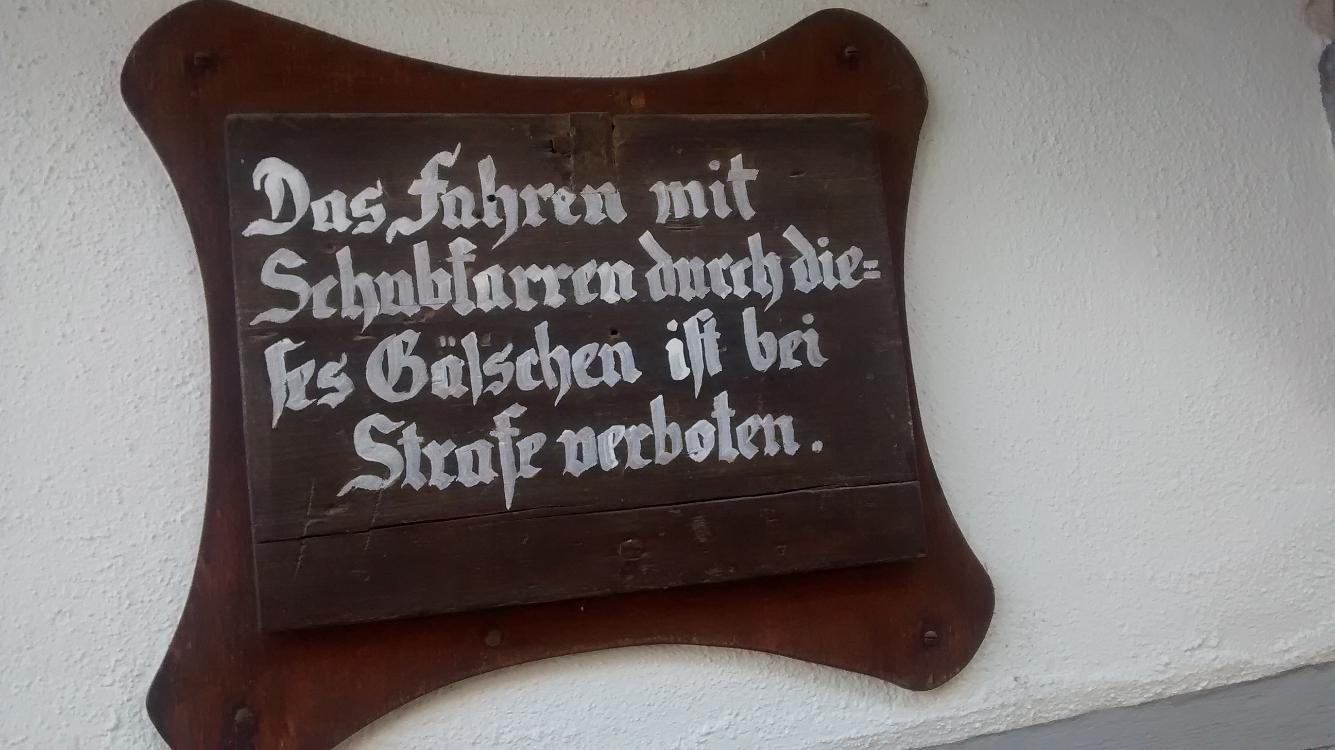 Das Fahren mit
Schubkarren durch die=
ses Gässchen ist bei
Strafe verboten.